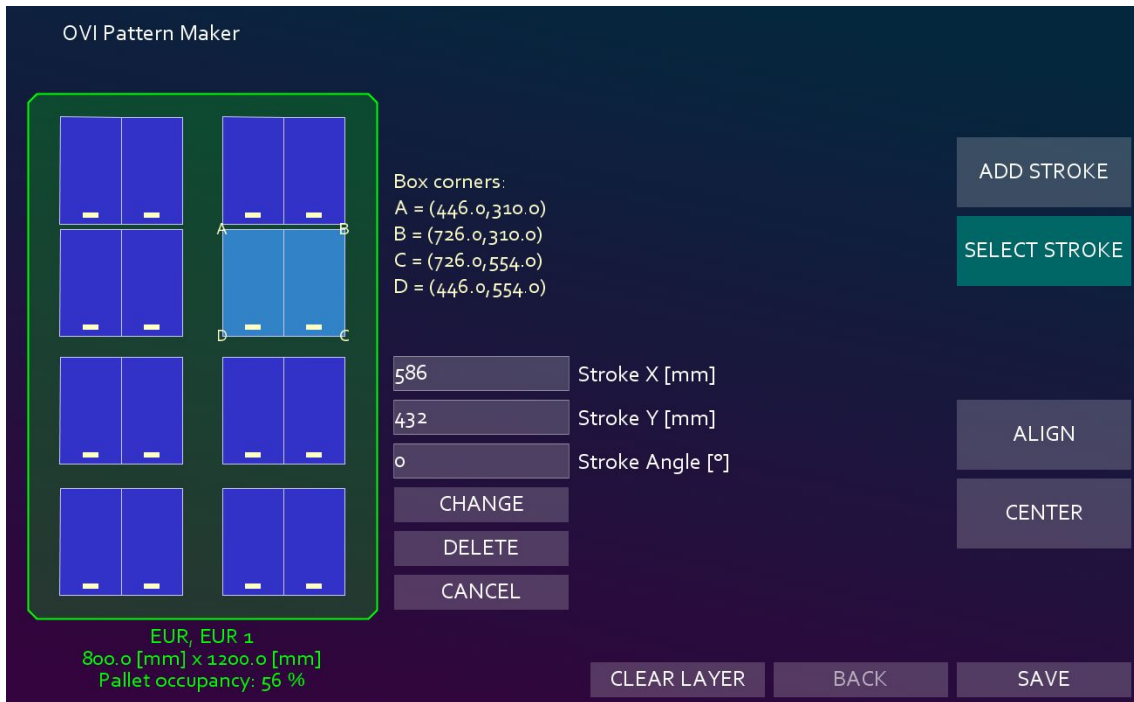 OVI Pattern Maker
ADD STROKE
SELECT STROKE
Box corners:
A = (446.0,310.0)
B = (726.0,310.0)
C = (726.0,554.0)
D = (446.0,554.0)
A
B
D
C
586
Stroke X [mm]
432
Stroke Y [mm]
0
Stroke Angle [º]
CHANGE
DELETE
CANCEL
ALIGN
CENTER
EUR, EUR 1
800.0 [mm] x 1200.0 [mm]
Pallet occupancy: 56 %
CLEAR LAYER
BACK
SAVE